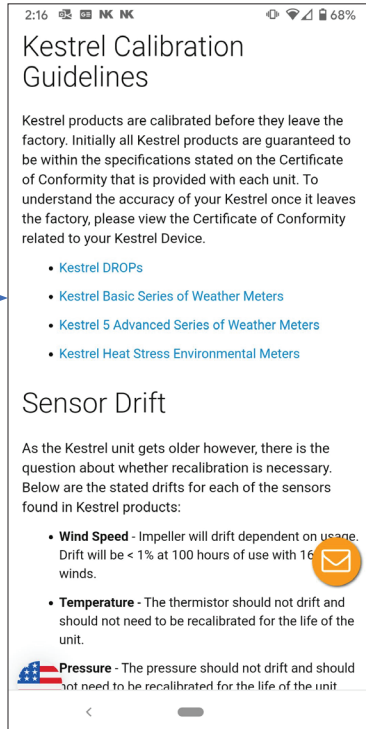 2:16 NK NK 68%
Kestrel Calibration
Guidelines
Kestrel products are calibrated before they leave the
factory. Initially all Kestrel products are guaranteed to
be within the specifications stated on the Certificate
of Conformity that is provided with each unit. To
understand the accuracy of your Kestrel once it leaves
the factory, please view the Certificate of Conformity
related to your Kestrel Device.
• Kestrel DROPs
• Kestrel Basic Series of Weather Meters
• Kestrel 5 Advanced Series of Weather Meters
• Kestrel Heat Stress Environmental Meters
Sensor Drift
As the Kestrel unit gets older however, there is the
question about whether recalibration is necessary.
Below are the stated drifts for each of the sensors
found in Kestrel products:
• Wind Speed - Impeller will drift dependent on usage.
Drift will be < 1% at 100 hours of use with 16
winds.
• Temperature - The thermistor should not drift and
should not need to be recalibrated for the life of the
unit.
Pressure - The pressure should not drift and should
not need to be recalibrated for the life of the unit